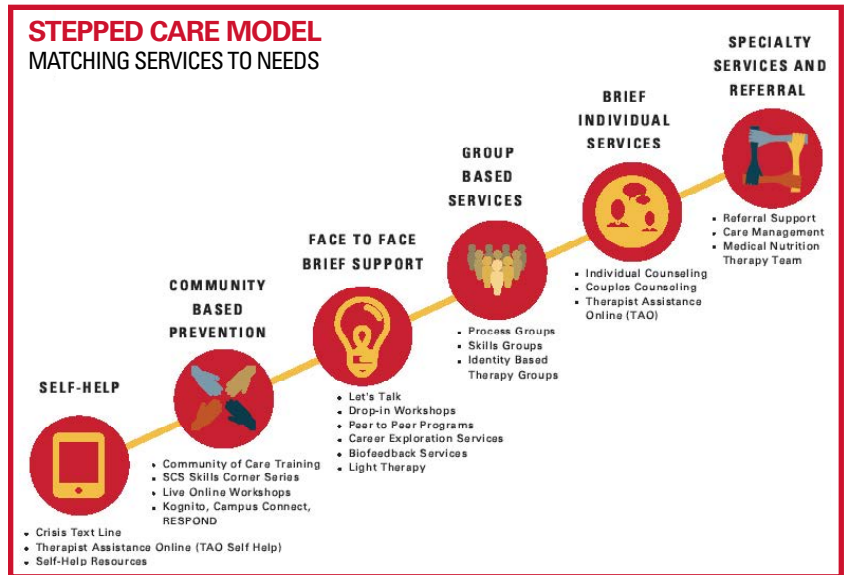 STEPPED CARE MODEL
MATCHING SERVICES TO NEEDS
SELF-HELP
• Crisis Text Line
• Therapist Assistance Online (TAO Self Help)
• Self-Help Resources
COMMUNITY
BASED
PREVENTION
• Community of Care Training
• SCS Skills Corner Series
• Live Online Workshops
• Kognito, Campus Connect,
RESPOND
FACE TO FACE
BRIEF SUPPORT
• Let's Talk
• Drop-in Workshops
• Peer to Peer Programs
• Career Exploration Services
• Biofeedback Services
• Light Therapy
GROUP
BASED
SERVICES
• Process Groups
• Skills Groups
• Identity Based
Therapy Groups
BRIEF
INDIVIDUAL
SERVICES
• Individual Counseling
• Couples Counseling
• Therapist Assistance
Online (TAO)
SPECIALTY
SERVICES AND
REFERRAL
• Referral Support
• Care Management
• Medical Nutrition
Therapy Team